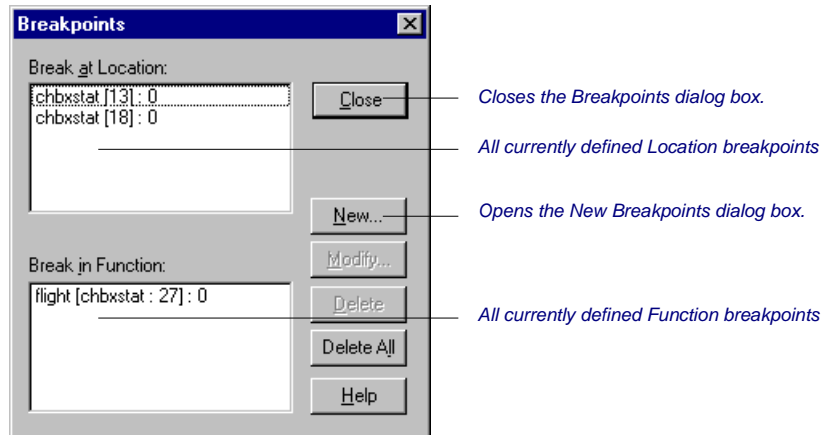 Breakpoints
Break at Location:
chbxstat [13] : 0
chbxstat [18] : 0
Close
Closes the Breakpoints dialog box.
All currently defined Location breakpoints
New...
Opens the New Breakpoints dialog box.
Modify...
Break in Function:
flight [chbxstat : 27] : 0
Delete
All currently defined Function breakpoints
Delete All
Help